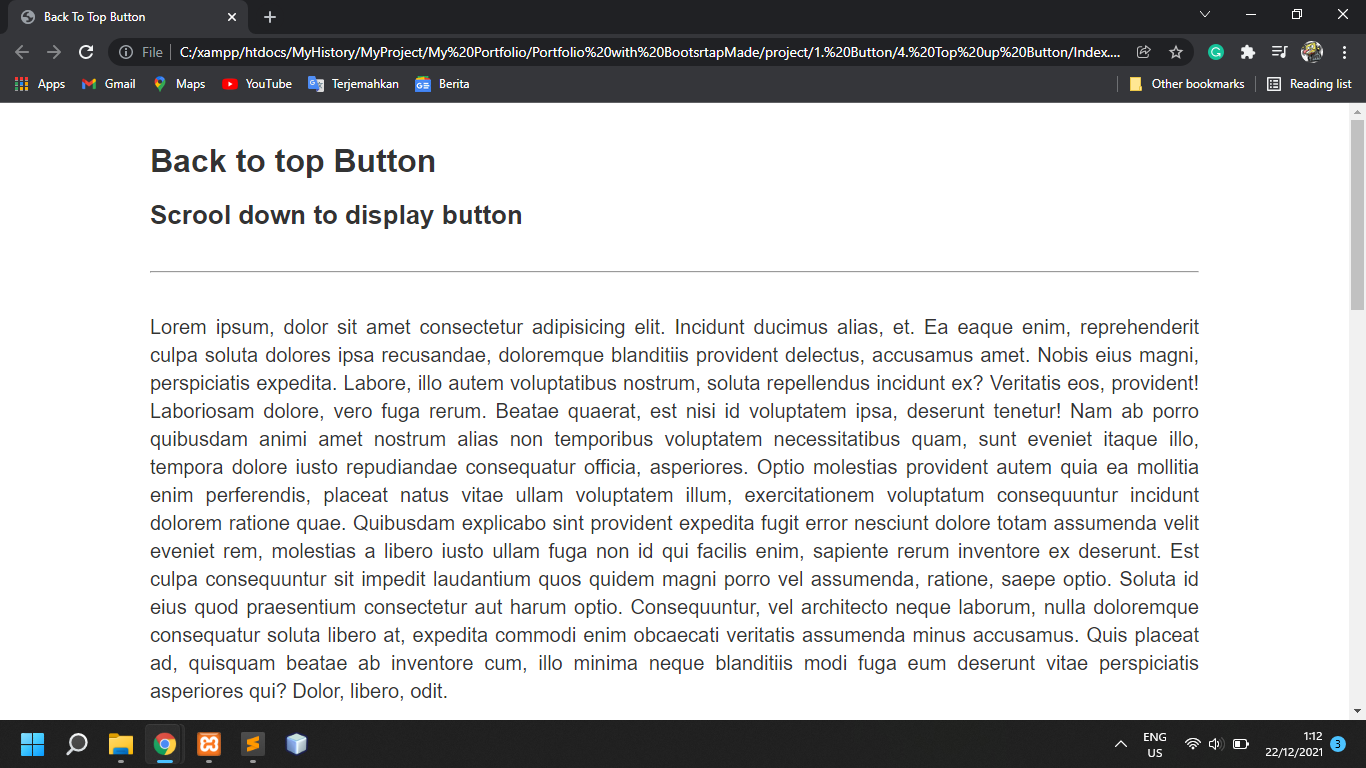 Back To Top Button
File
C:/xampp/htdocs/MyHistory/MyProject/My%20Portfolio/Portfolio%20with%20BootsrtapMade/project/1.%20Button/4.%20Top%20up%20Button/Index....
Apps Gmail Maps YouTube Terjemahkan Berita Other bookmarks Reading list
Back to top Button
Scrool down to display button
Lorem ipsum, dolor sit amet consectetur adipisicing elit. Incidunt ducimus alias, et. Ea eaque enim, reprehenderit
culpa soluta dolores ipsa recusandae, doloremque blanditiis provident delectus, accusamus amet. Nobis eius magni,
perspiciatis expedita. Labore, illo autem voluptatibus nostrum, soluta repellendus incidunt ex? Veritatis eos, provident!
Laboriosam dolore, vero fuga rerum. Beatae quaerat, est nisi id voluptatem ipsa, deserunt tenetur! Nam ab porro
quibusdam animi amet nostrum alias non temporibus voluptatem necessitatibus quam, sunt eveniet itaque illo,
tempora dolore iusto repudiandae consequatur officia, asperiores. Optio molestias provident autem quia ea mollitia
enim perferendis, placeat natus vitae ullam voluptatem illum, exercitationem voluptatum consequuntur incidunt
dolorem ratione quae. Quibusdam explicabo sint provident expedita fugit error nesciunt dolore totam assumenda velit
eveniet rem, molestias a libero iusto ullam fuga non id qui facilis enim, sapiente rerum inventore ex deserunt. Est
culpa consequuntur sit impedit laudantium quos quidem magni porro vel assumenda, ratione, saepe optio. Soluta id
eius quod praesentium consectetur aut harum optio. Consequuntur, vel architecto neque laborum, nulla doloremque
consequatur soluta libero at, expedita commodi enim obcaecati veritatis assumenda minus accusamus. Quis placeat
ad, quisquam beatae ab inventore cum, illo minima neque blanditiis modi fuga eum deserunt vitae perspiciatis
asperiores qui? Dolor, libero, odit.
ENG
US
1:12
22/12/2021
3